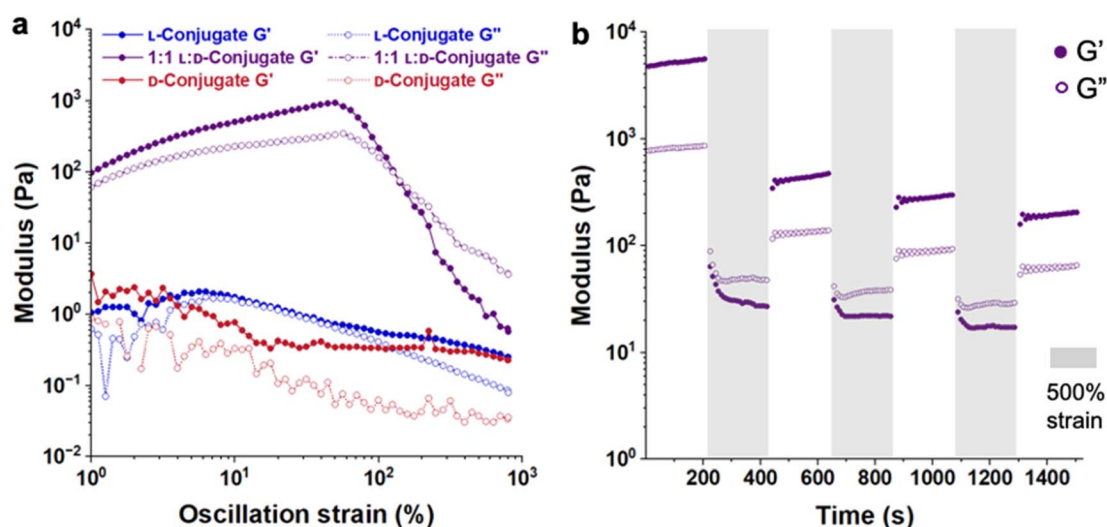 a
ʟ-Conjugate G' ʟ-Conjugate G"
1:1 ʟ:ᴅ-Conjugate G' 1:1 ʟ:ᴅ-Conjugate G"
ᴅ-Conjugate G' ᴅ-Conjugate G"
Modulus (Pa)
10⁴
10³
10²
10¹
10⁰
10⁻¹
10⁻²
10⁰ 10¹ 10² 10³
Oscillation strain (%)
b
G'
G"
Modulus (Pa)
10⁴
10³
10²
10¹
10⁰
500%
strain
200 400 600 800 1000 1200 1400
Time (s)